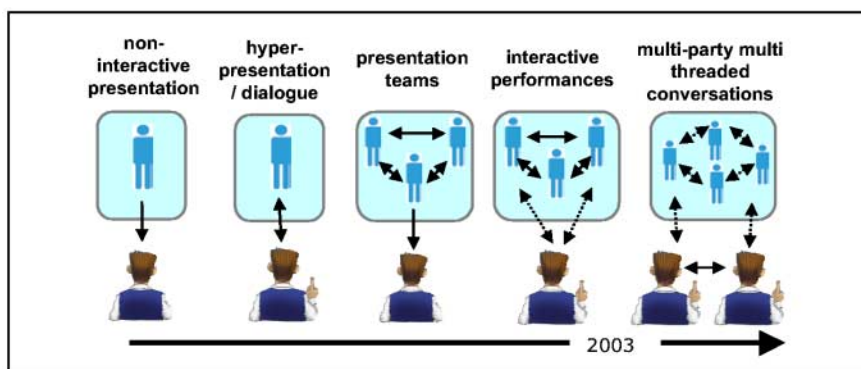 non-
interactive
presentation
hyper-
presentation
/ dialogue
presentation
teams
interactive
performances
multi-party multi
threaded
conversations
2003